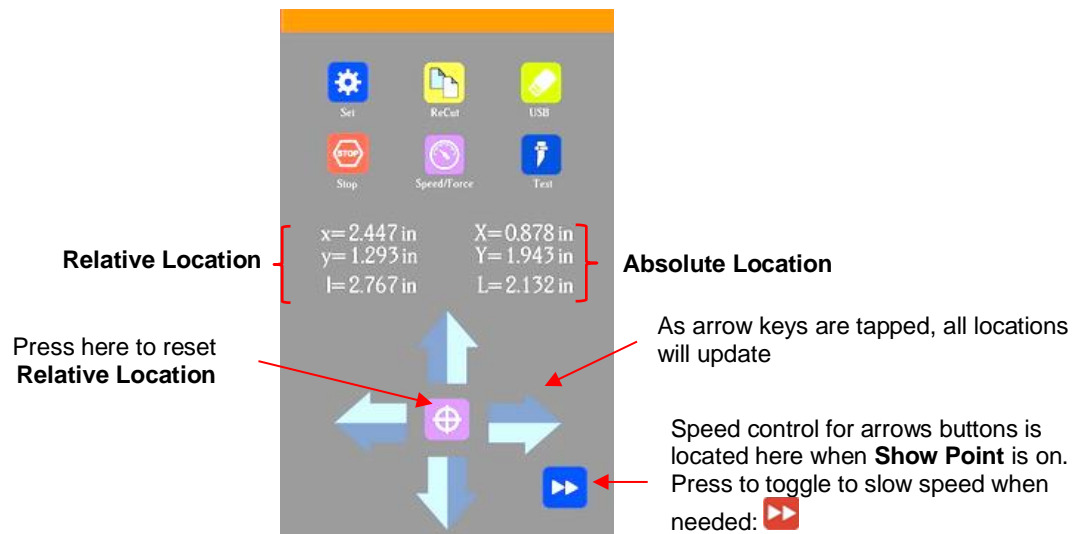 Set ReCut USB
STOP
Stop Speed/Force Test
x=2.447 in X=0.878 in
y=1.293 in Y=1.943 in
l=2.767 in L=2.132 in
Relative Location
Absolute Location
Press here to reset
Relative Location
As arrow keys are tapped, all locations
will update
Speed control for arrows buttons is
located here when Show Point is on.
Press to toggle to slow speed when
needed: